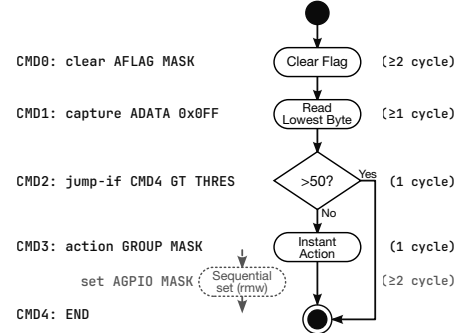 CMD0: clear AFLAG MASK
Clear Flag
(≥2 cycle)
CMD1: capture ADATA 0x0FF
Read
Lowest Byte
(≥1 cycle)
CMD2: jump-if CMD4 GT THRES
>50?
Yes
(1 cycle)
No
CMD3: action GROUP MASK
Instant
Action
(1 cycle)
set AGPIO MASK
Sequential
set (rmw)
(≥2 cycle)
CMD4: END